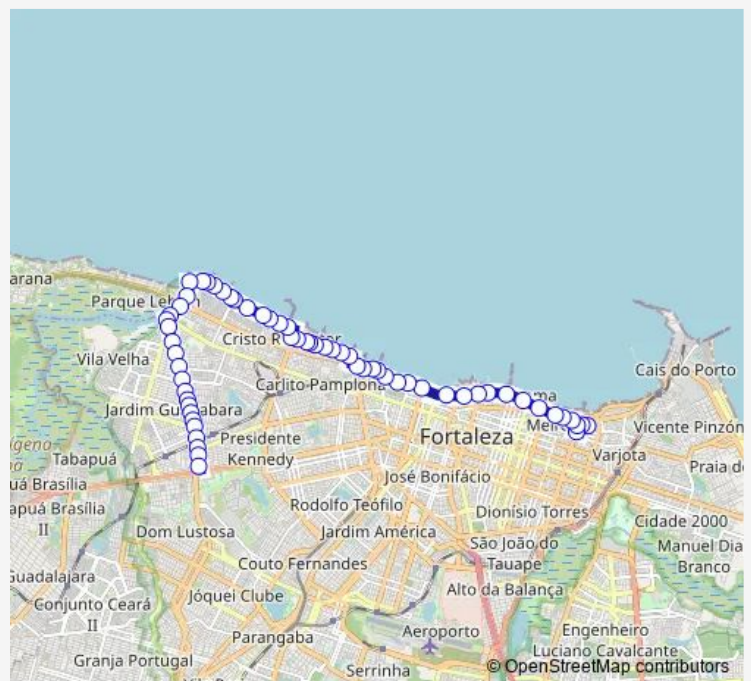 arana
Parque Le
Cristo R
Vila Velha
Cais do Porto
Carlito Pamplona
Jardim Gu abara
Fortaleza
Vicente Pinzón
Presidente
Kennedy
Tabapuá
Varjota
Praia d
uá Brasília
José Bonifácio
apuá Brasília
II
Rodolfo Teófilo
Dionísio Torres
Cidade 2000
Dom Lustosa
Jardim América
São João do
Tauape
Manuel Dia
Branco
Couto Fernandes
Guadalajara
Jóquei Clube
Alto da Balança
Conjunto Ceará
II
Parangaba
Aeroporto
Engenheiro
Luciano Cavalcante
Granja Portugal
Serrinha
© OpenStreetMap contributors